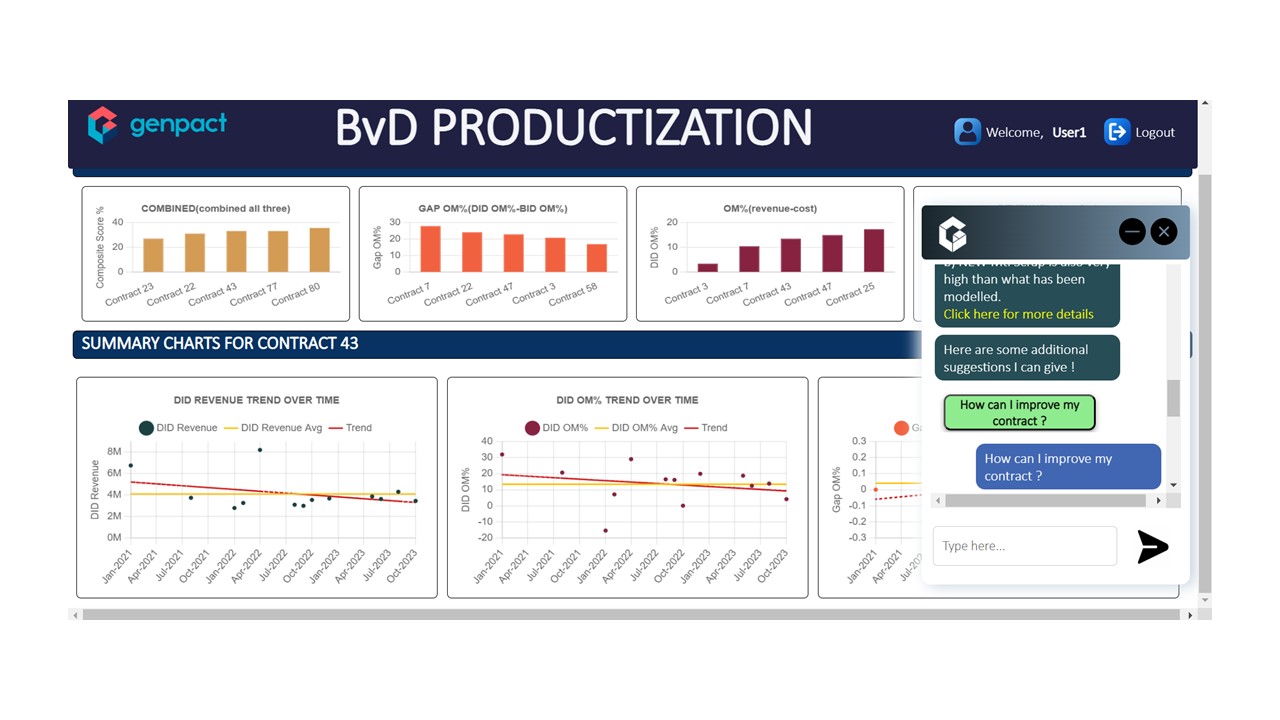 genpact
BvD PRODUCTIZATION
Welcome, User1
Logout
COMBINED(combined all three)
Composite Score %
40
20
0
Contract 23
Contract 22
Contract 43
Contract 77
Contract 80
GAP OM%(DID OM%-BID OM%)
Gap OM%
30
20
10
0
Contract 7
Contract 22
Contract 47
Contract 3
Contract 58
OM%(revenue-cost)
DID OM%
20
10
0
Contract 3
Contract 7
Contract 43
Contract 47
Contract 25
SUMMARY CHARTS FOR CONTRACT 43
DID REVENUE TREND OVER TIME
DID Revenue DID Revenue Avg Trend
DID Revenue
8M
6M
4M
2M
0M
Jan-2021
Apr-2021
Jul-2021
Oct-2021
Jan-2022
Apr-2022
Jul-2022
Oct-2022
Jan-2023
Apr-2023
Jul-2023
Oct-2023
DID OM% TREND OVER TIME
DID OM% DID OM% Avg Trend
DID OM%
40
30
20
10
0
-10
-20
Jan-2021
Apr-2021
Jul-2021
Oct-2021
Jan-2022
Apr-2022
Jul-2022
Oct-2022
Jan-2023
Apr-2023
Jul-2023
Oct-2023
Gap OM%
0.3
0.2
0.1
0
-0.1
-0.2
-0.3
Jan-2021
Apr-2021
high than what has been
modelled.
Click here for more details
Here are some additional
suggestions I can give !
How can I improve my
contract ?
How can I improve my
contract ?
Type here...